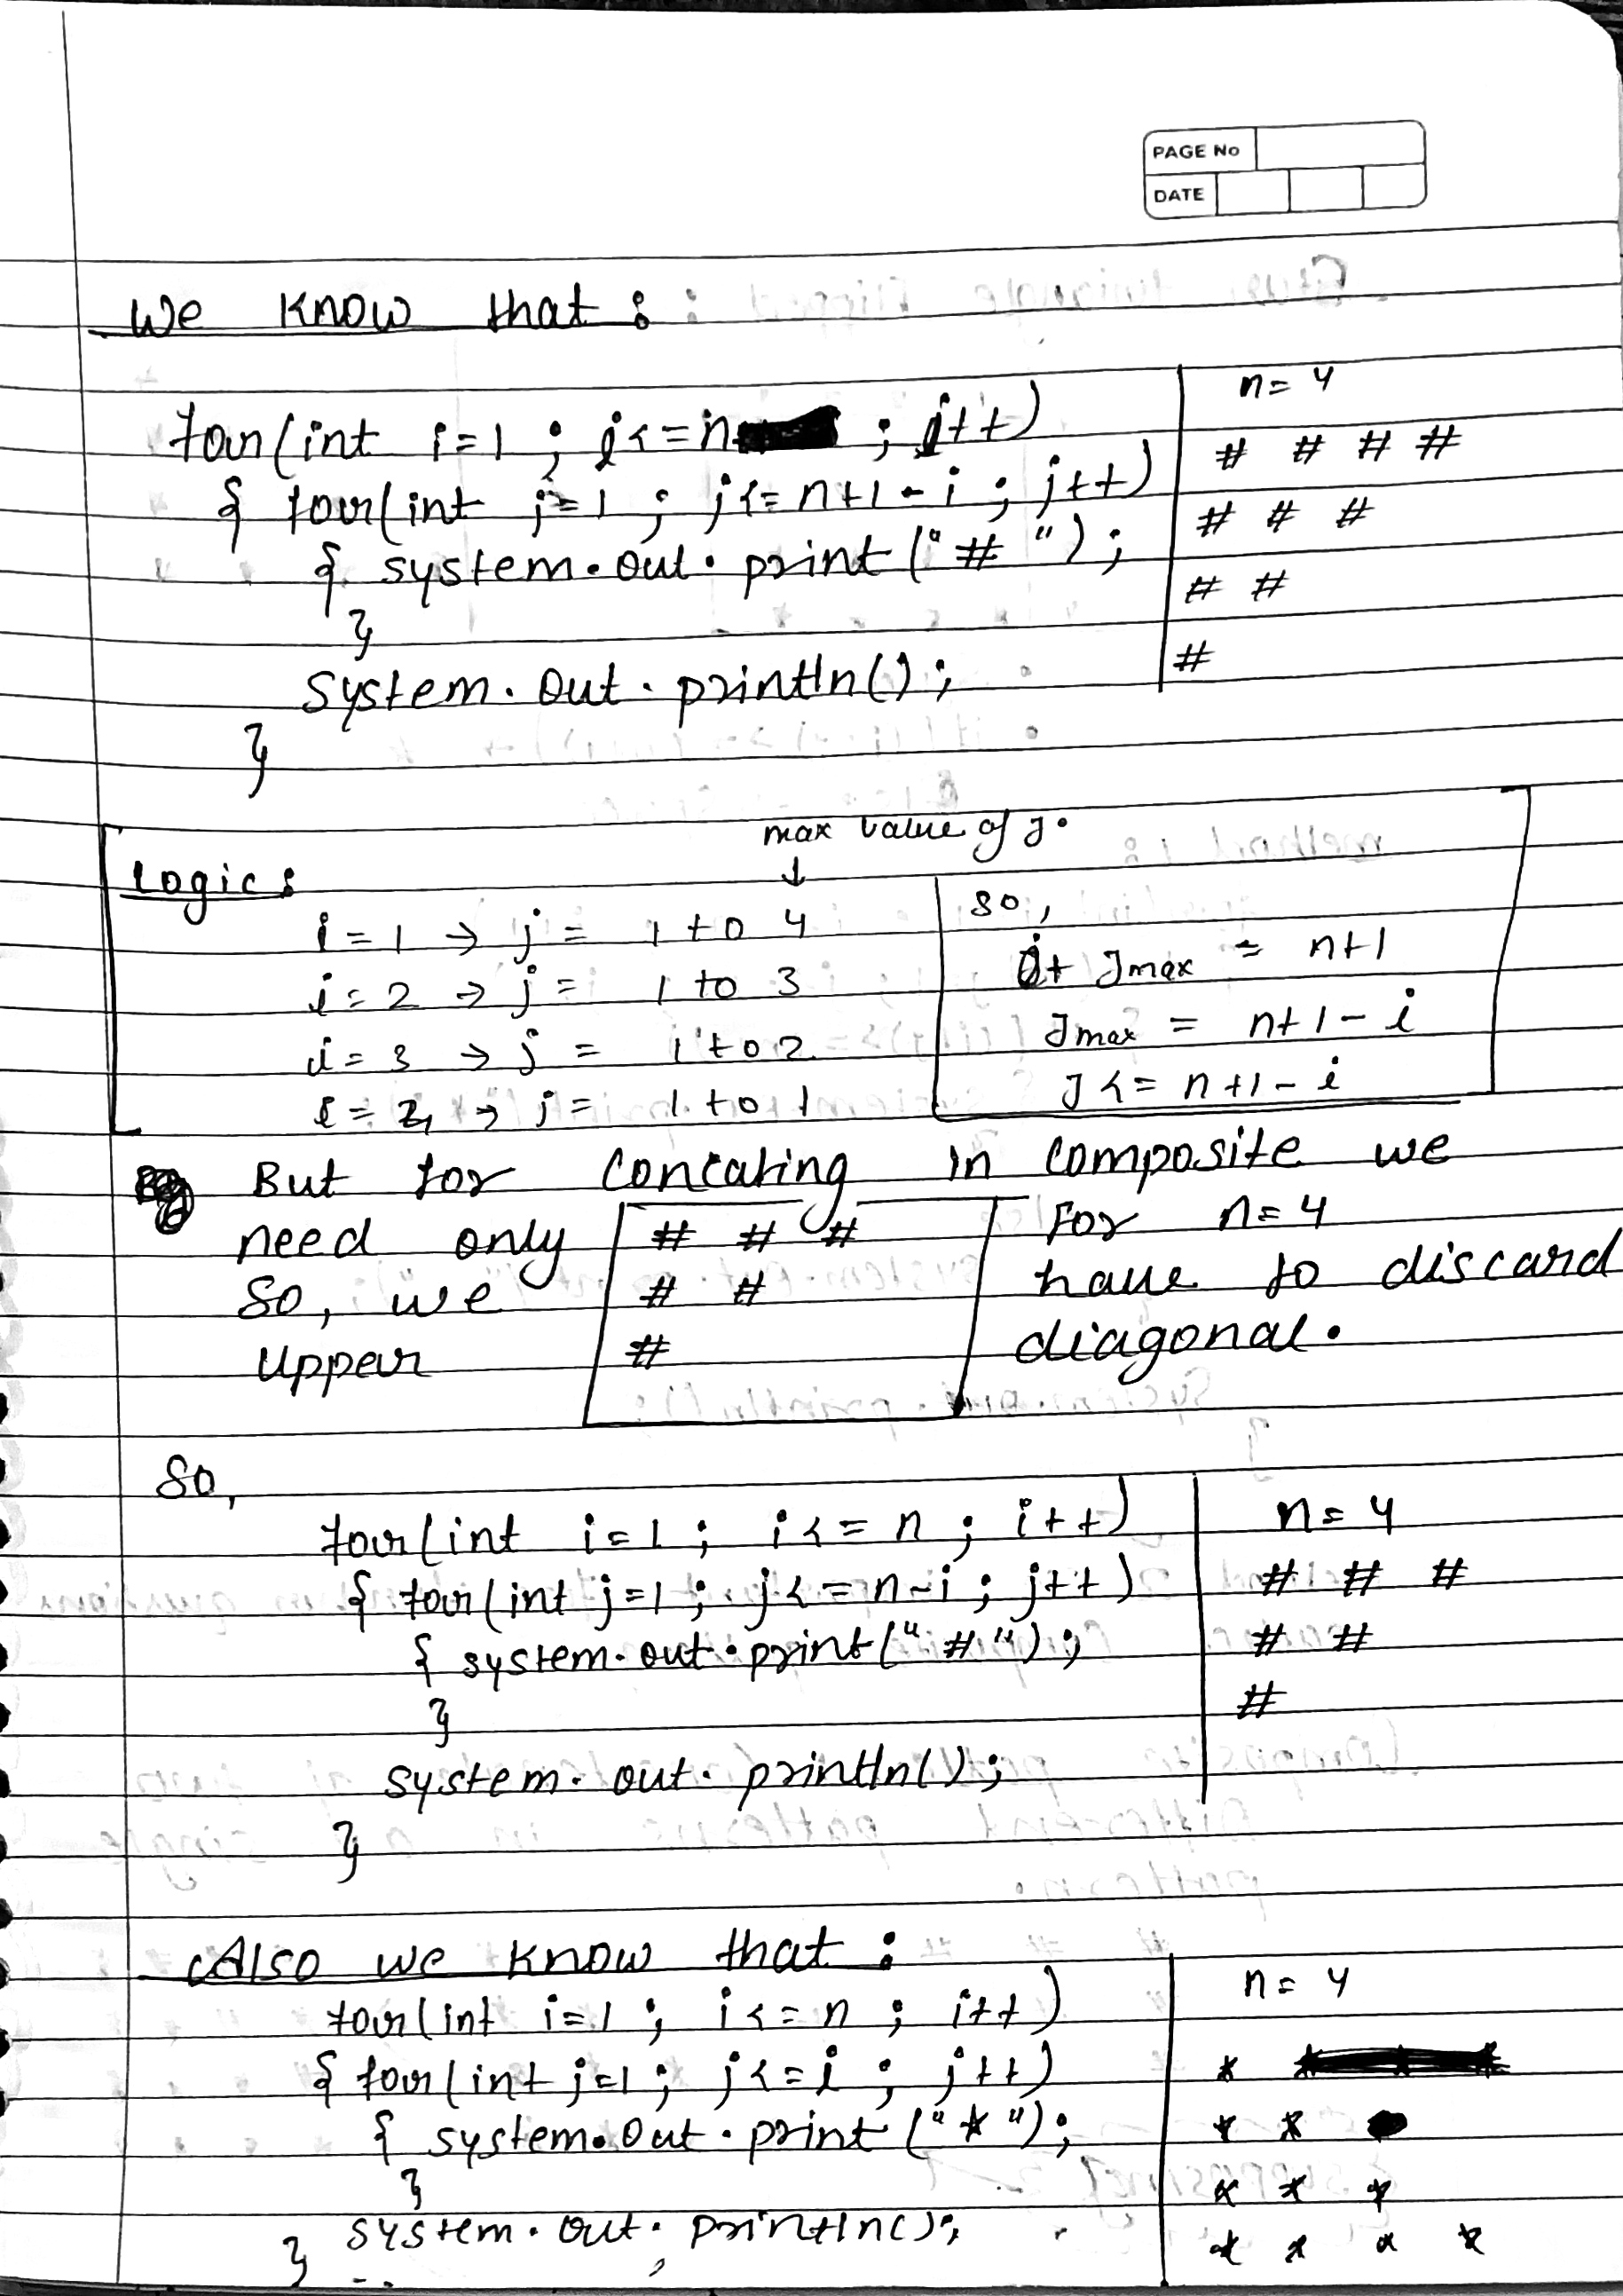 PAGE No
DATE
We know that :
for(int i=1 ; i<=n ; i++)
{ for(int j=1 ; j<=n+1-i ; j++)
{ system.out.print("# ");
}
System.out.println();
}
n=4
# # # #
# # #
# #
#
max value of J.
↓
Logic :
i=1 → j = 1 to 4
i=2 → j = 1 to 3
i=3 → j = 1 to 2
i=4 → j = 1 to 1
so,
i+ Jmax = n+1
Jmax = n+1-i
J<= n+1-i
But for concating in composite we
need only # # # For n=4
So, we # # have to discard
upper # diagonal.
So,
for(int i=1; i<=n; i++)
{ for(int j=1; j<=n-i; j++)
{ system.out.print("#");
}
system.out.println();
}
n=4
# # #
# #
#
Also we know that :
for(int i=1; i<=n ; i++)
{ for(int j=1; j<=i ; j++)
{ system.out.print("*");
}
} system.out.println();
n=4
*
* *
* * *
* * * *